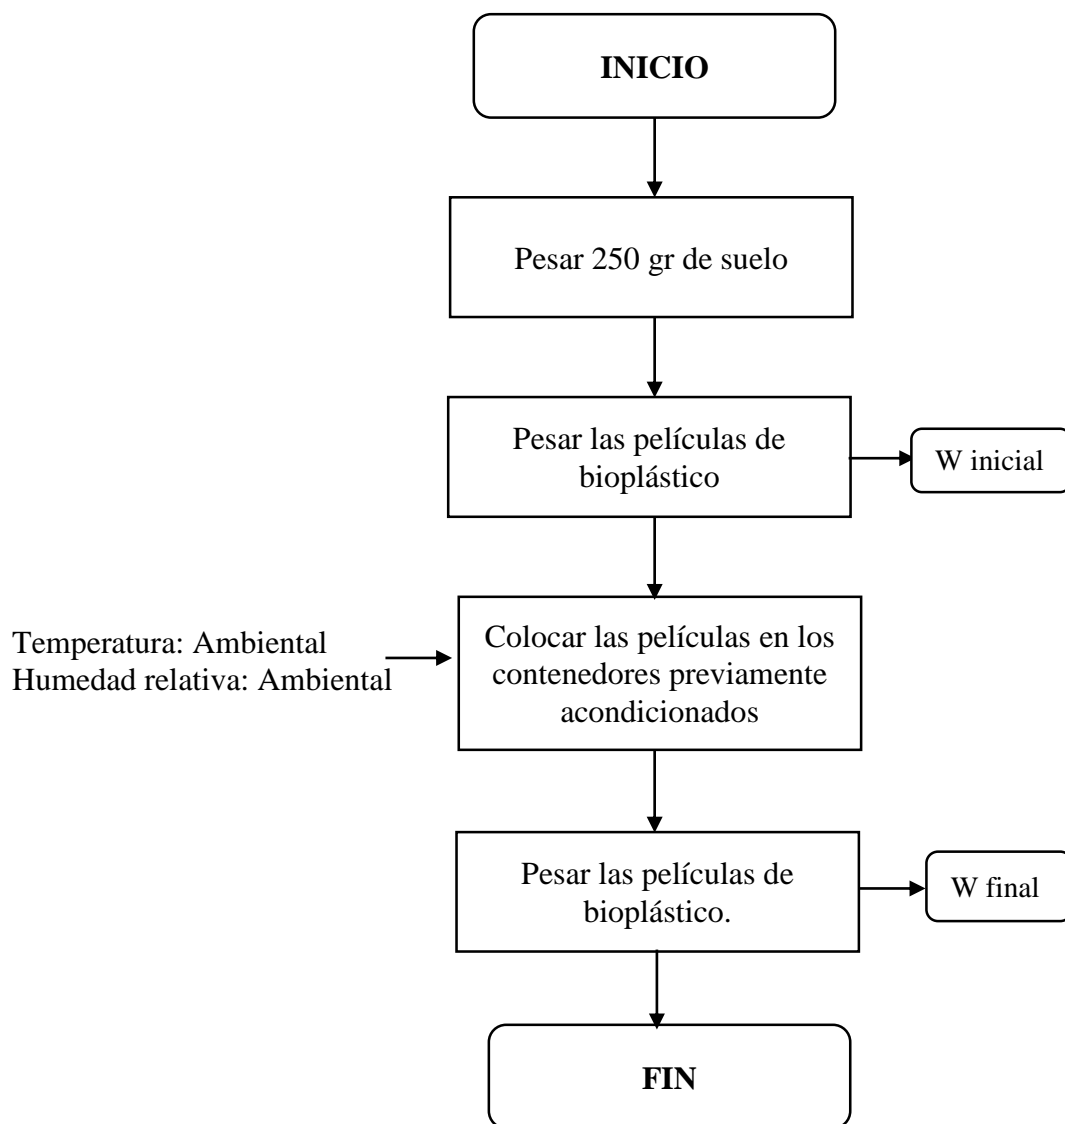 INICIO
Pesar 250 gr de suelo
Pesar las películas de
bioplástico
W inicial
Temperatura: Ambiental
Humedad relativa: Ambiental
Colocar las películas en los
contenedores previamente
acondicionados
Pesar las películas de
bioplástico.
W final
FIN